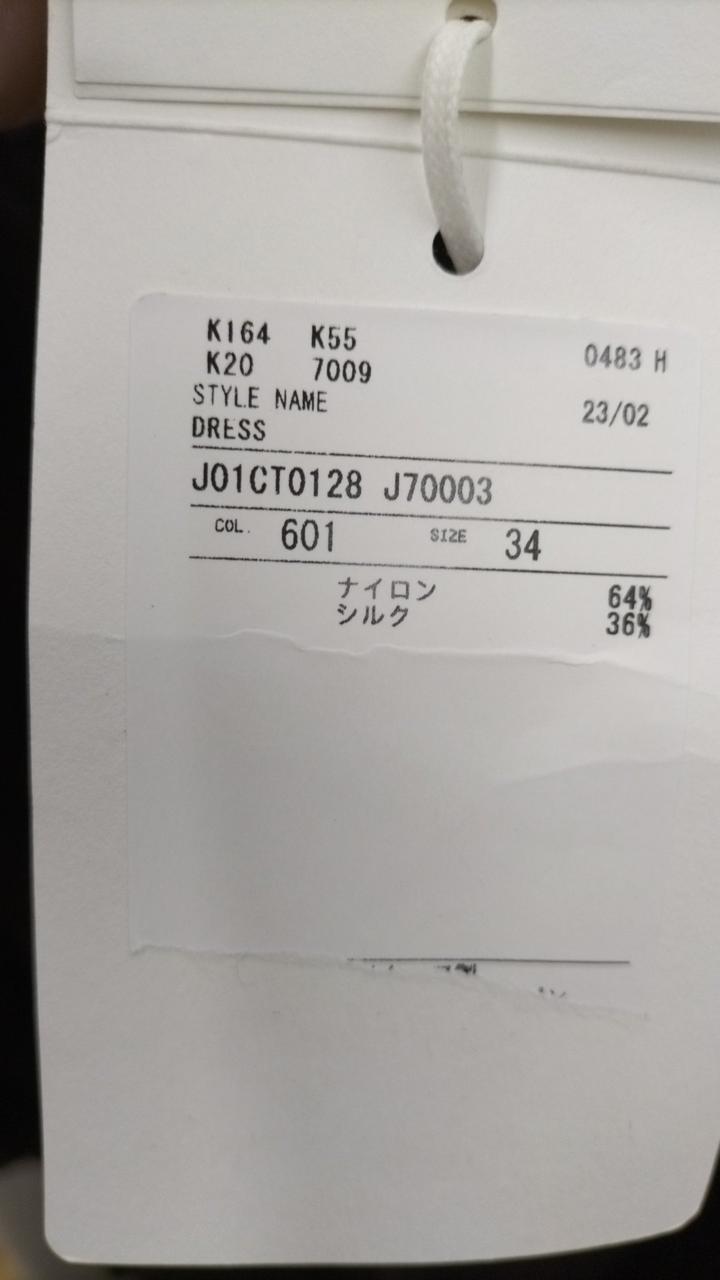 K164 K55
K20 7009 0483 H
STYLE NAME 23/02
DRESS
J01CT0128 J70003
COL. 601 SIZE 34
ナイロン 64%
シルク 36%